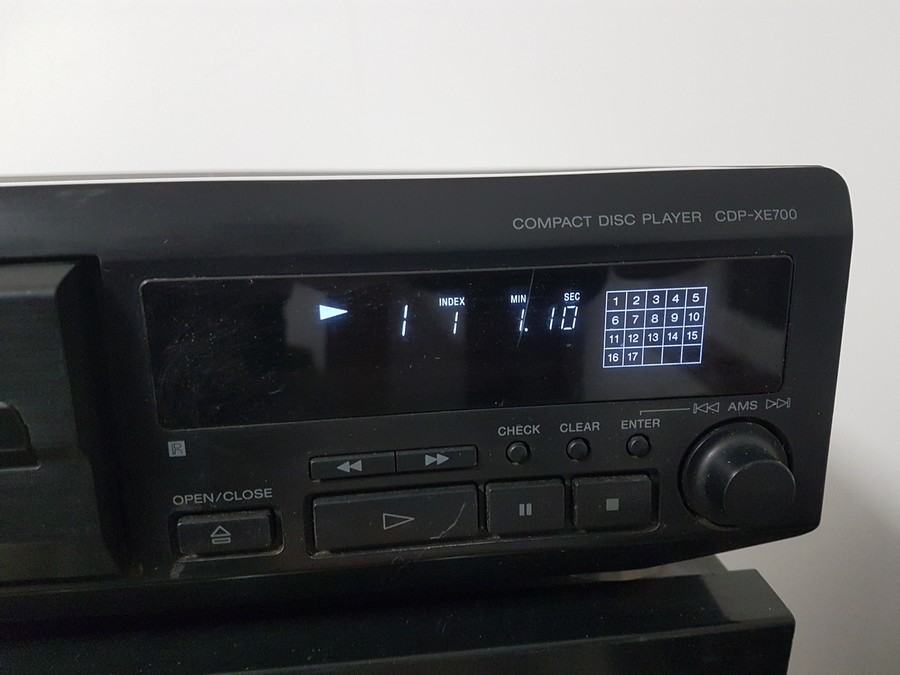 COMPACT DISC PLAYER CDP-XE700
INDEX MIN SEC
1 1 1.10
1 2 3 4 5
6 7 8 9 10
11 12 13 14 15
16 17
AMS
CHECK CLEAR ENTER
R
OPEN/CLOSE